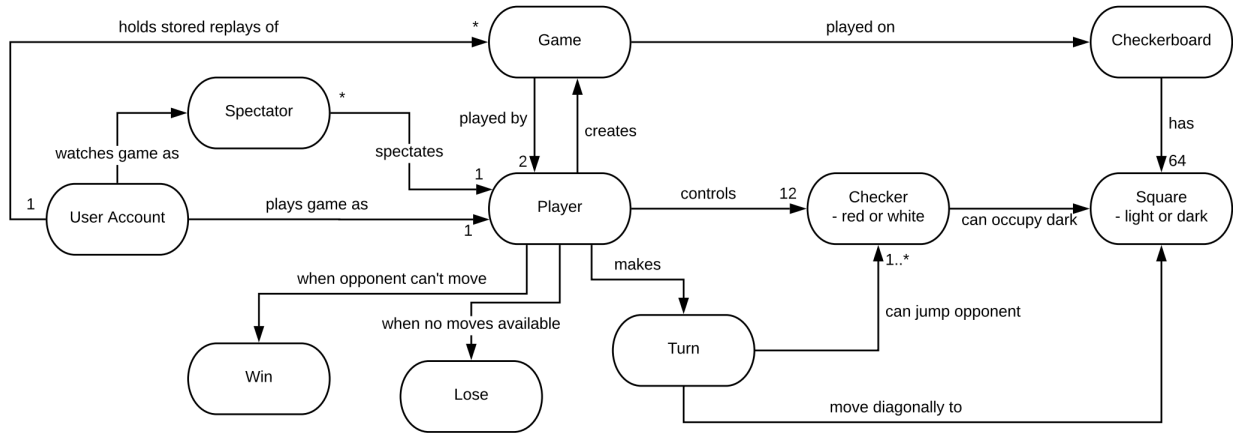 holds stored replays of
*
Game
played on
Checkerboard
Spectator
*
played by
creates
has
watches game as
spectates
2
64
1
1
User Account
plays game as
1
Player
controls
12
Checker
- red or white
can occupy dark
Square
- light or dark
1..*
when opponent can't move
makes
when no moves available
can jump opponent
Win
Lose
Turn
move diagonally to